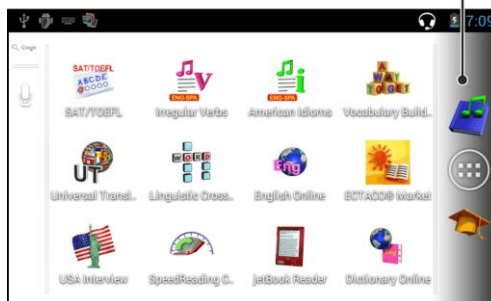 7:09
Google
SAT/TOEFL
ABCDE
SAT/TOEFL
V
ENG-SPA
Irregular Verbs
i
ENG-SPA
American Idioms
A
WAY
TO GET
Vocabulary Build..
UT
Universal Transl..
WORD
Linguistic Cross..
Eng
English Online
ECTACO® Market
USA Interview
SpeedReading C..
jetBook Reader
Eng
Dictionary Online